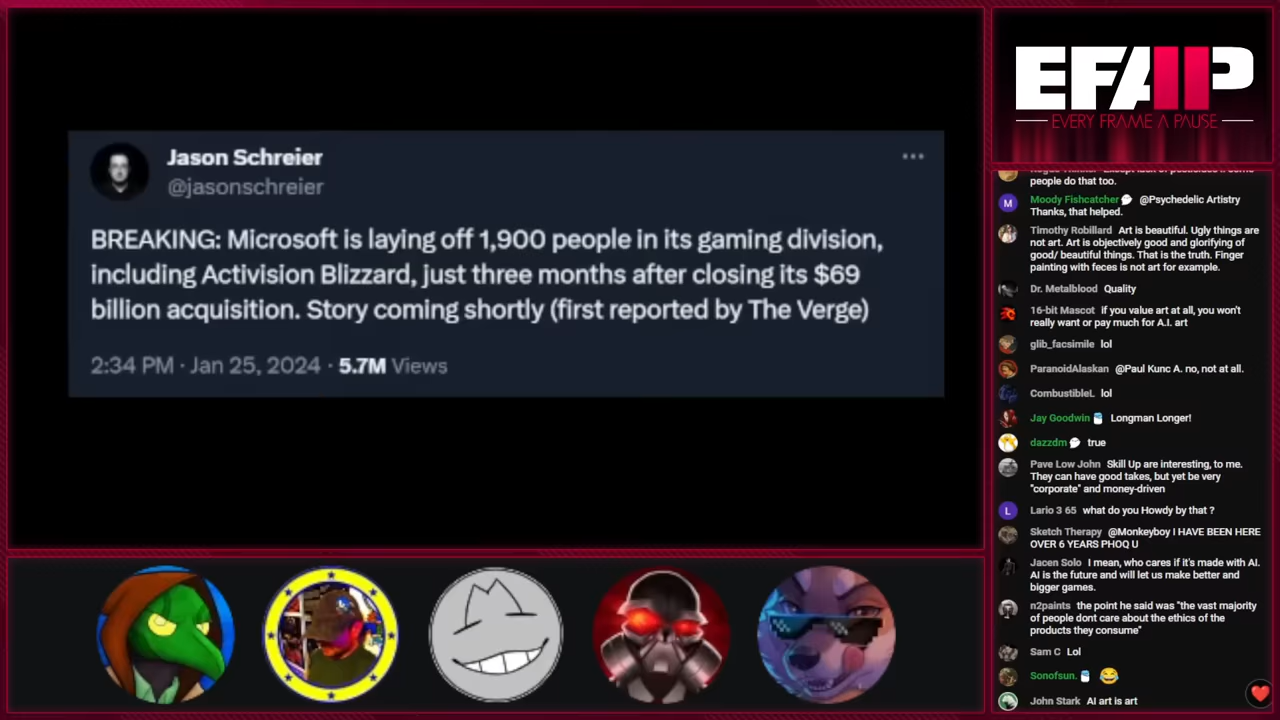 Jason Schreier
@jasonschreier
BREAKING: Microsoft is laying off 1,900 people in its gaming division,
including Activision Blizzard, just three months after closing its $69
billion acquisition. Story coming shortly (first reported by The Verge)
2:34 PM · Jan 25, 2024 · 5.7M Views
EFAP
EVERY FRAME A PAUSE
people do that too.
M
Moody Fishcatcher @Psychedelic Artistry
Thanks, that helped.
Timothy Robillard Art is beautiful. Ugly things are
not art. Art is objectively good and glorifying of
good/ beautiful things. That is the truth. Finger
painting with feces is not art for example.
Dr. Metalblood Quality
16-bit Mascot if you value art at all, you won't
really want or pay much for A.I. art
glib_facsimile lol
ParanoidAlaskan @Paul Kunc A. no, not at all.
CombustibleL lol
Jay Goodwin Longman Longer!
dazzdm true
Pave Low John Skill Up are interesting, to me.
They can have good takes, but yet be very
"corporate" and money-driven
L
Lario 3 65 what do you Howdy by that ?
Sketch Therapy @Monkeyboy I HAVE BEEN HERE
OVER 6 YEARS PHOQ U
Jacen Solo I mean, who cares if it's made with AI.
AI is the future and will let us make better and
bigger games.
n2paints the point he said was "the vast majority
of people dont care about the ethics of the
products they consume"
Sam C Lol
Sonofsun. 😂
John Stark AI art is art